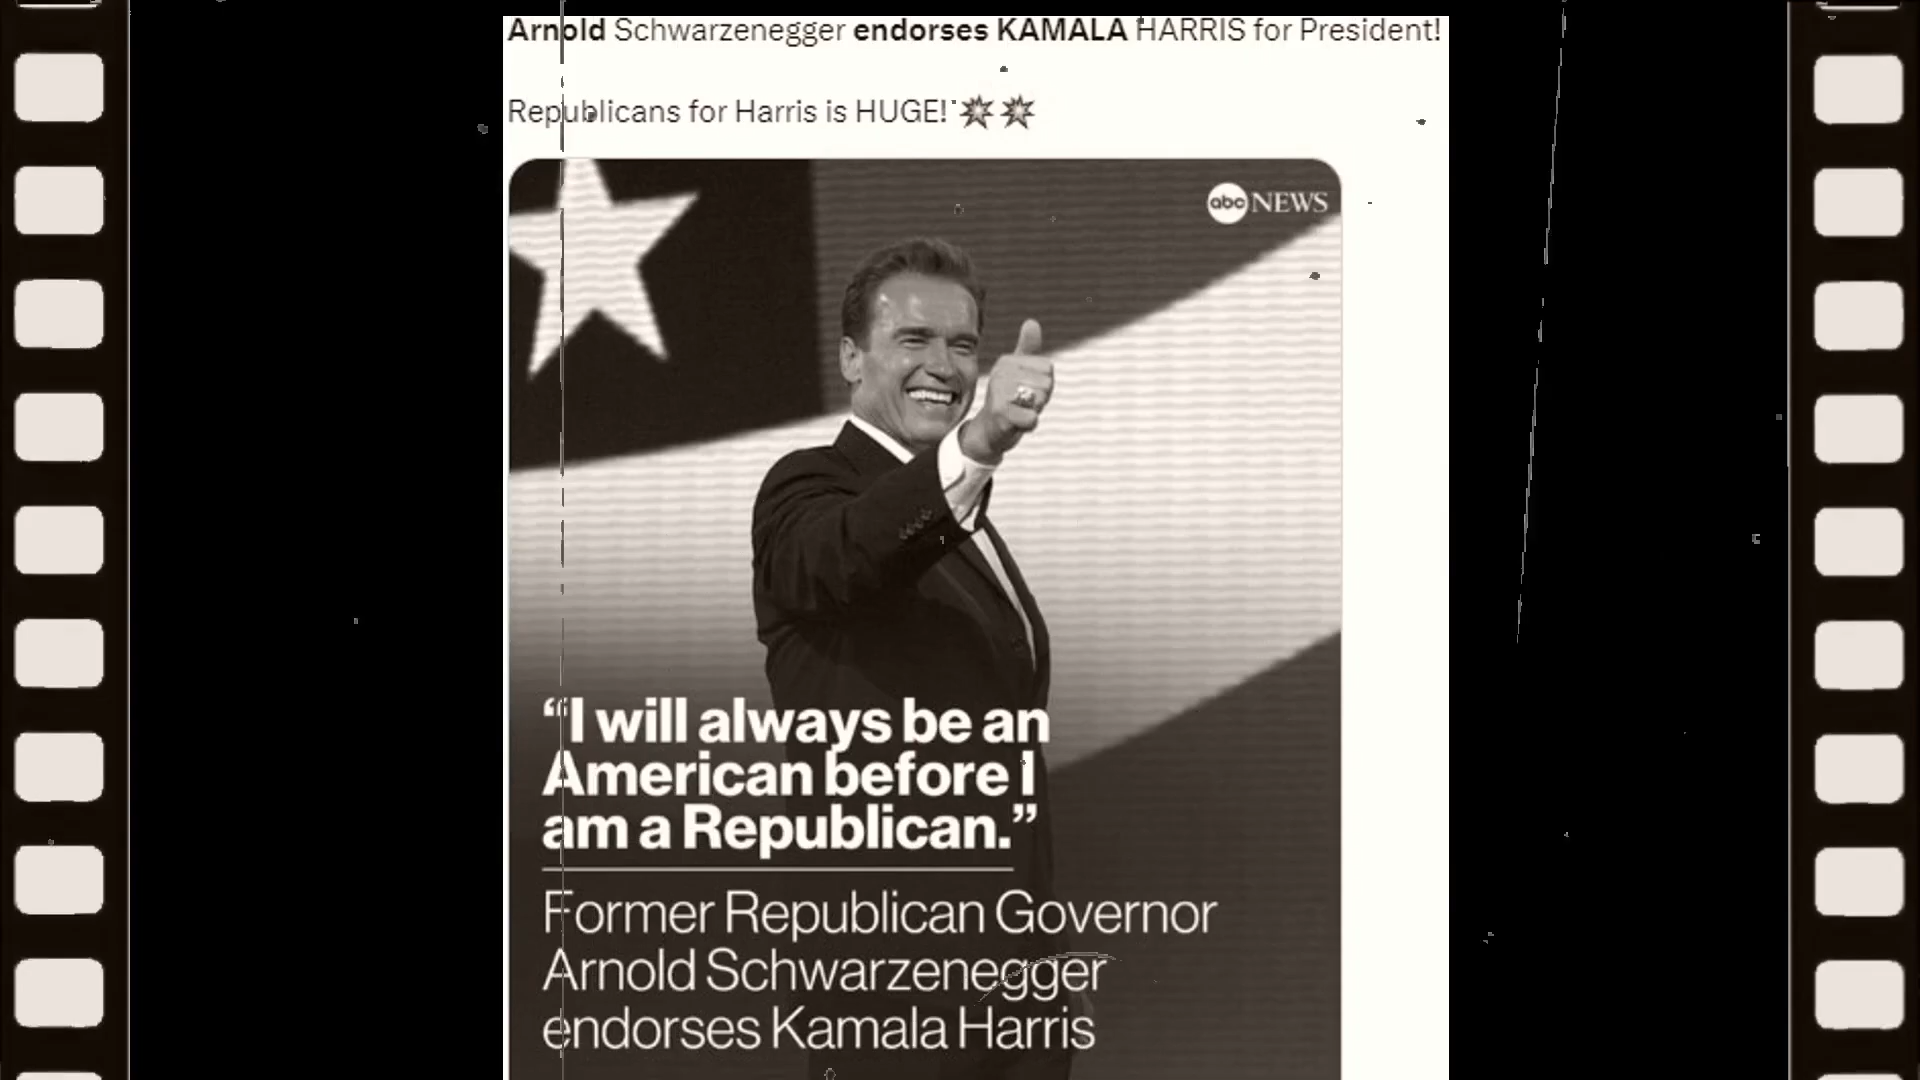 Arnold Schwarzenegger endorses KAMALA HARRIS for President!
Republicans for Harris is HUGE!
abc NEWS
“I will always be an
American before I
am a Republican.”
Former Republican Governor
Arnold Schwarzenegger
endorses Kamala Harris